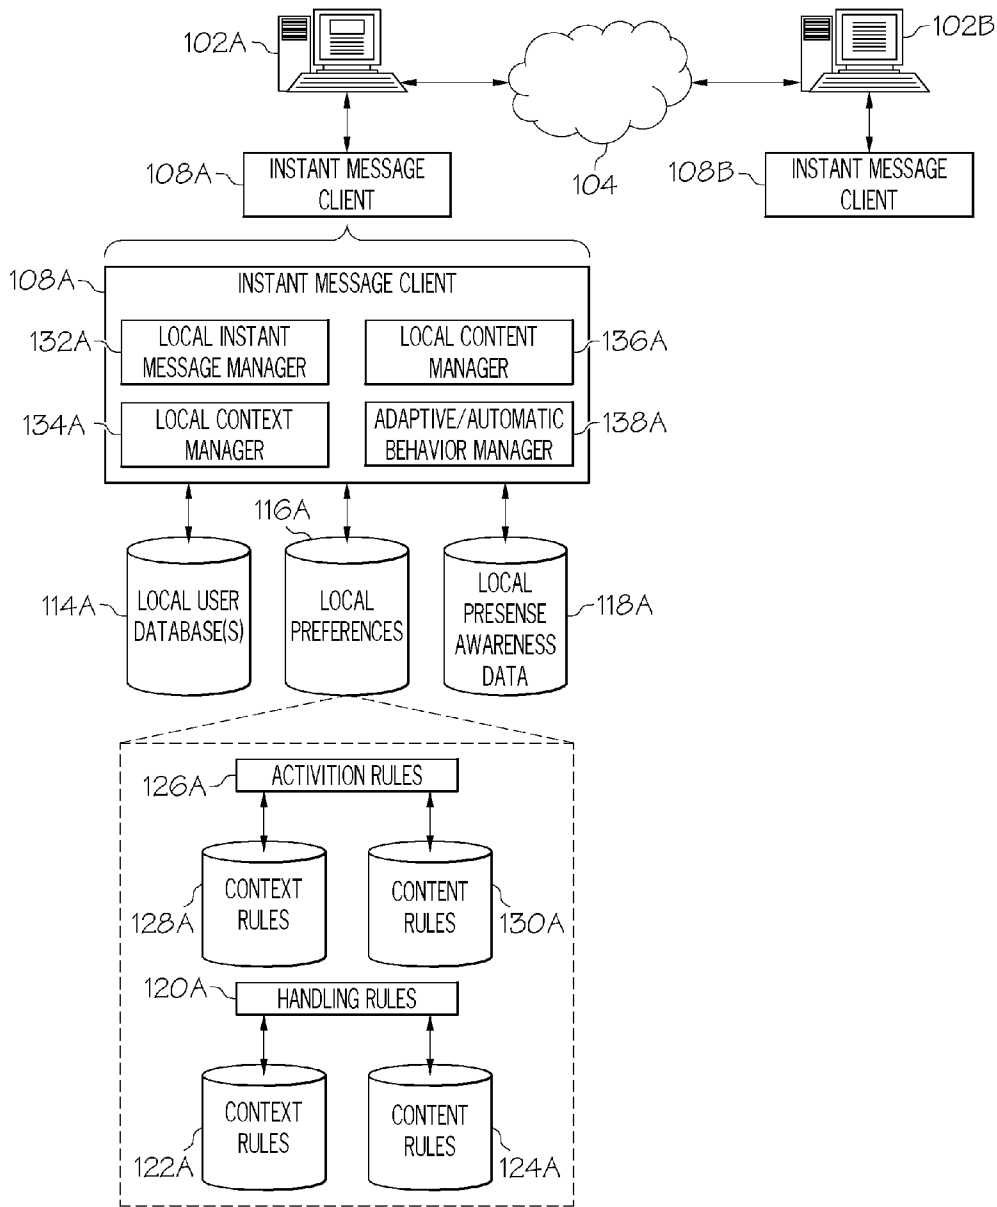 102A
102B
104
108A
INSTANT MESSAGE
CLIENT
108B
INSTANT MESSAGE
CLIENT
108A
INSTANT MESSAGE CLIENT
132A
LOCAL INSTANT
MESSAGE MANAGER
LOCAL CONTENT
MANAGER
136A
134A
LOCAL CONTEXT
MANAGER
ADAPTIVE/AUTOMATIC
BEHAVIOR MANAGER
138A
116A
114A
LOCAL USER
DATABASE(S)
LOCAL
PREFERENCES
LOCAL
PRESENSE
AWARENESS
DATA
118A
126A
ACTIVITION RULES
128A
CONTEXT
RULES
CONTENT
RULES
130A
120A
HANDLING RULES
122A
CONTEXT
RULES
CONTENT
RULES
124A